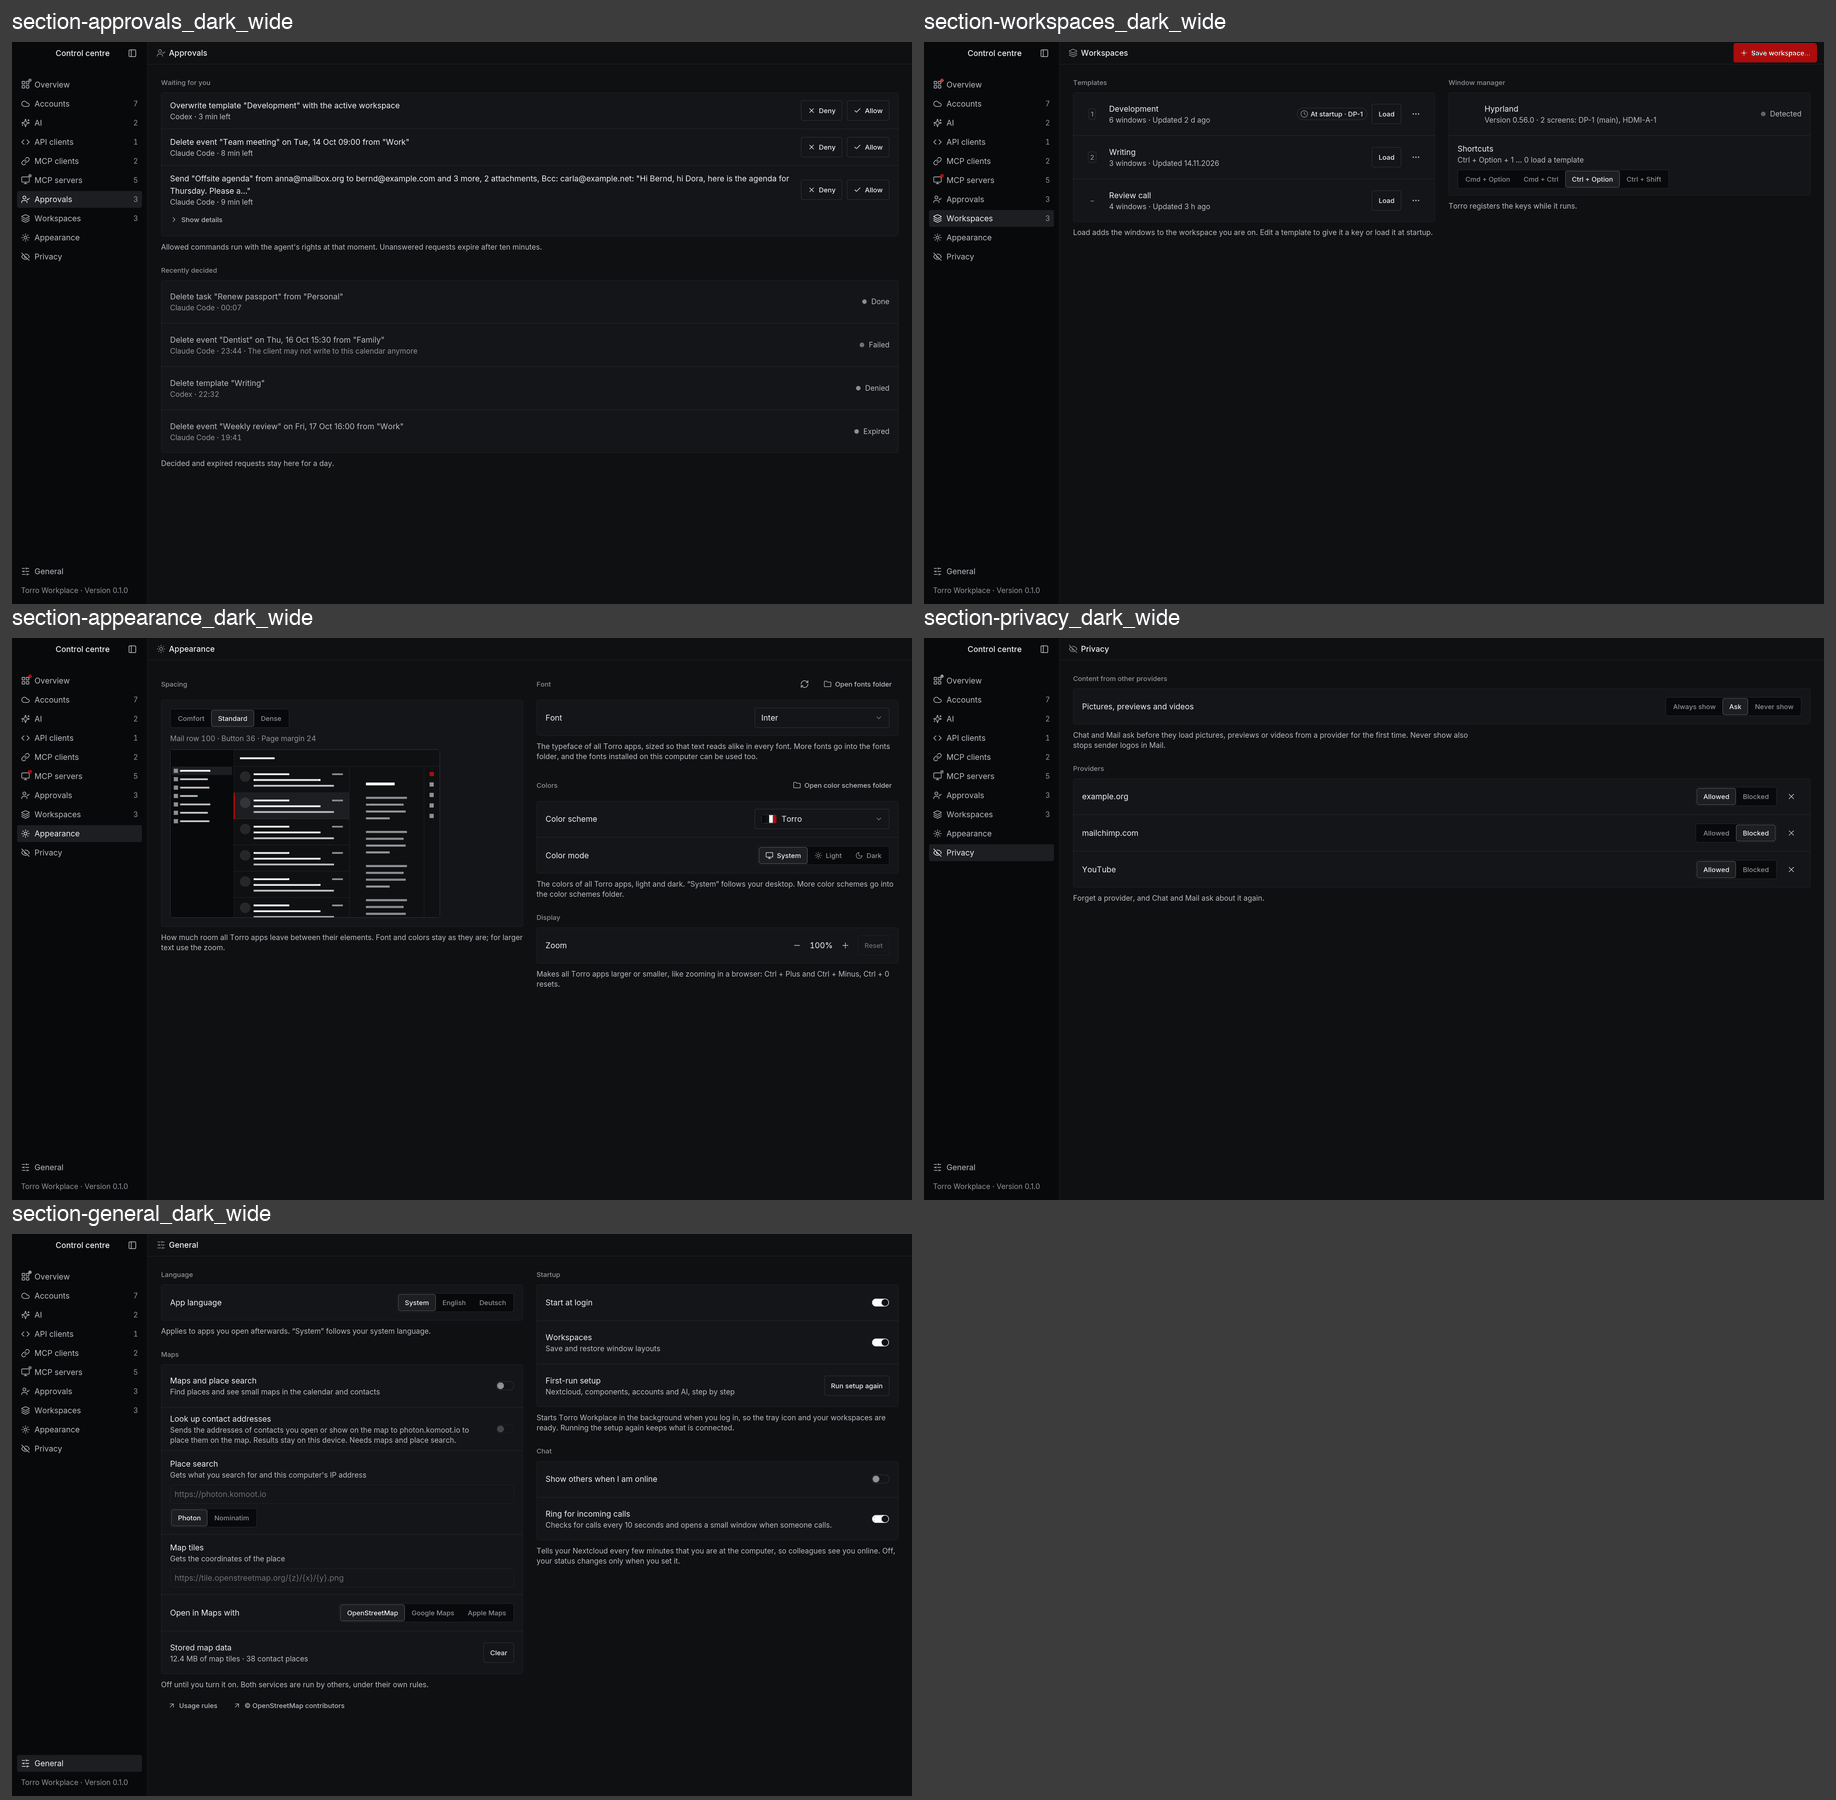 section-approvals_dark_wide
Control centre
Overview
Accounts 7
AI 2
API clients 1
MCP clients 2
MCP servers 5
Approvals 3
Workspaces 3
Appearance
Privacy
General
Torro Workplace · Version 0.1.0
Approvals
Waiting for you
Overwrite template "Development" with the active workspace
Codex · 3 min left
Deny Allow
Delete event "Team meeting" on Tue, 14 Oct 09:00 from "Work"
Claude Code · 8 min left
Deny Allow
Send "Offsite agenda" from anna@mailbox.org to bernd@example.com and 3 more, 2 attachments, Bcc: carla@example.net: "Hi Bernd, hi Dora, here is the agenda for
Thursday. Please a…"
Claude Code · 9 min left
Deny Allow
Show details
Allowed commands run with the agent's rights at that moment. Unanswered requests expire after ten minutes.
Recently decided
Delete task "Renew passport" from "Personal"
Claude Code · 00:07
Done
Delete event "Dentist" on Thu, 16 Oct 15:30 from "Family"
Claude Code · 23:44 · The client may not write to this calendar anymore
Failed
Delete template "Writing"
Codex · 22:32
Denied
Delete event "Weekly review" on Fri, 17 Oct 16:00 from "Work"
Claude Code · 19:41
Expired
Decided and expired requests stay here for a day.
section-workspaces_dark_wide
Control centre
Overview
Accounts 7
AI 2
API clients 1
MCP clients 2
MCP servers 5
Approvals 3
Workspaces 3
Appearance
Privacy
General
Torro Workplace · Version 0.1.0
Workspaces
Save workspace…
Templates
1 Development
6 windows · Updated 2 d ago
At startup · DP-1 Load
2 Writing
3 windows · Updated 14.11.2026
Load
– Review call
4 windows · Updated 3 h ago
Load
Load adds the windows to the workspace you are on. Edit a template to give it a key or load it at startup.
Window manager
Hyprland
Version 0.56.0 · 2 screens: DP-1 (main), HDMI-A-1
Detected
Shortcuts
Ctrl + Option + 1 … 0 load a template
Cmd + Option Cmd + Ctrl Ctrl + Option Ctrl + Shift
Torro registers the keys while it runs.
section-appearance_dark_wide
Control centre
Overview
Accounts 7
AI 2
API clients 1
MCP clients 2
MCP servers 5
Approvals 3
Workspaces 3
Appearance
Privacy
General
Torro Workplace · Version 0.1.0
Appearance
Spacing
Comfort Standard Dense
Mail row 100 · Button 36 · Page margin 24
How much room all Torro apps leave between their elements. Font and colors stay as they are; for larger
text use the zoom.
Font
Open fonts folder
Font Inter
The typeface of all Torro apps, sized so that text reads alike in every font. More fonts go into the fonts
folder, and the fonts installed on this computer can be used too.
Colors
Open color schemes folder
Color scheme Torro
Color mode System Light Dark
The colors of all Torro apps, light and dark. “System” follows your desktop. More color schemes go into
the color schemes folder.
Display
Zoom 100% Reset
Makes all Torro apps larger or smaller, like zooming in a browser: Ctrl + Plus and Ctrl + Minus, Ctrl + 0
resets.
section-privacy_dark_wide
Control centre
Overview
Accounts 7
AI 2
API clients 1
MCP clients 2
MCP servers 5
Approvals 3
Workspaces 3
Appearance
Privacy
General
Torro Workplace · Version 0.1.0
Privacy
Content from other providers
Pictures, previews and videos
Always show Ask Never show
Chat and Mail ask before they load pictures, previews or videos from a provider for the first time. Never show also
stops sender logos in Mail.
Providers
example.org Allowed Blocked
mailchimp.com Allowed Blocked
YouTube Allowed Blocked
Forget a provider, and Chat and Mail ask about it again.
section-general_dark_wide
Control centre
Overview
Accounts 7
AI 2
API clients 1
MCP clients 2
MCP servers 5
Approvals 3
Workspaces 3
Appearance
Privacy
General
Torro Workplace · Version 0.1.0
General
Language
App language System English Deutsch
Applies to apps you open afterwards. “System” follows your system language.
Maps
Maps and place search
Find places and see small maps in the calendar and contacts
Look up contact addresses
Sends the addresses of contacts you open or show on the map to photon.komoot.io to
place them on the map. Results stay on this device. Needs maps and place search.
Place search
Gets what you search for and this computer's IP address
https://photon.komoot.io
Photon Nominatim
Map tiles
Gets the coordinates of the place
https://tile.openstreetmap.org/{z}/{x}/{y}.png
Open in Maps with OpenStreetMap Google Maps Apple Maps
Stored map data
12.4 MB of map tiles · 38 contact places
Clear
Off until you turn it on. Both services are run by others, under their own rules.
Usage rules © OpenStreetMap contributors
Startup
Start at login
Workspaces
Save and restore window layouts
First-run setup
Nextcloud, components, accounts and AI, step by step
Run setup again
Starts Torro Workplace in the background when you log in, so the tray icon and your workspaces are
ready. Running the setup again keeps what is connected.
Chat
Show others when I am online
Ring for incoming calls
Checks for calls every 10 seconds and opens a small window when someone calls.
Tells your Nextcloud every few minutes that you are at the computer, so colleagues see you online. Off,
your status changes only when you set it.